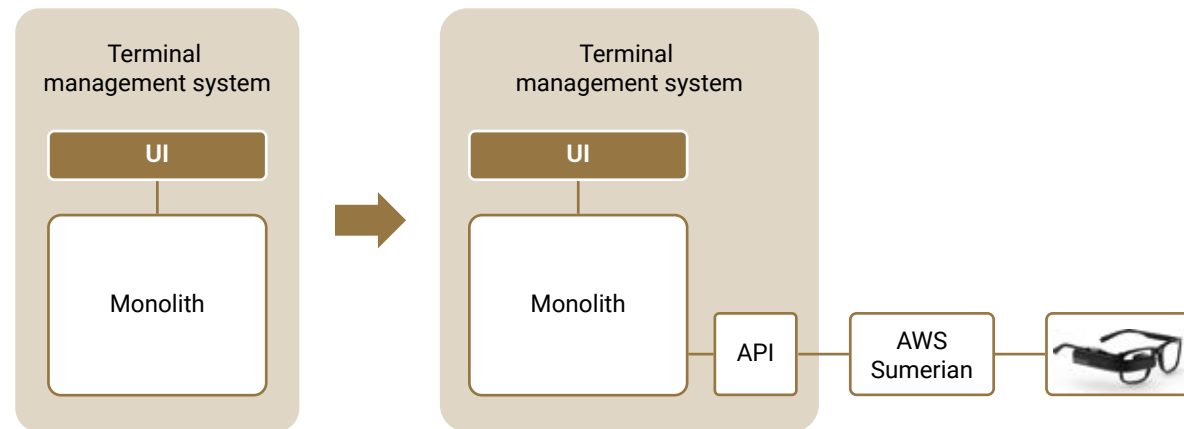 Terminal
management system
UI
Monolith
Terminal
management system
UI
Monolith
API
AWS
Sumerian